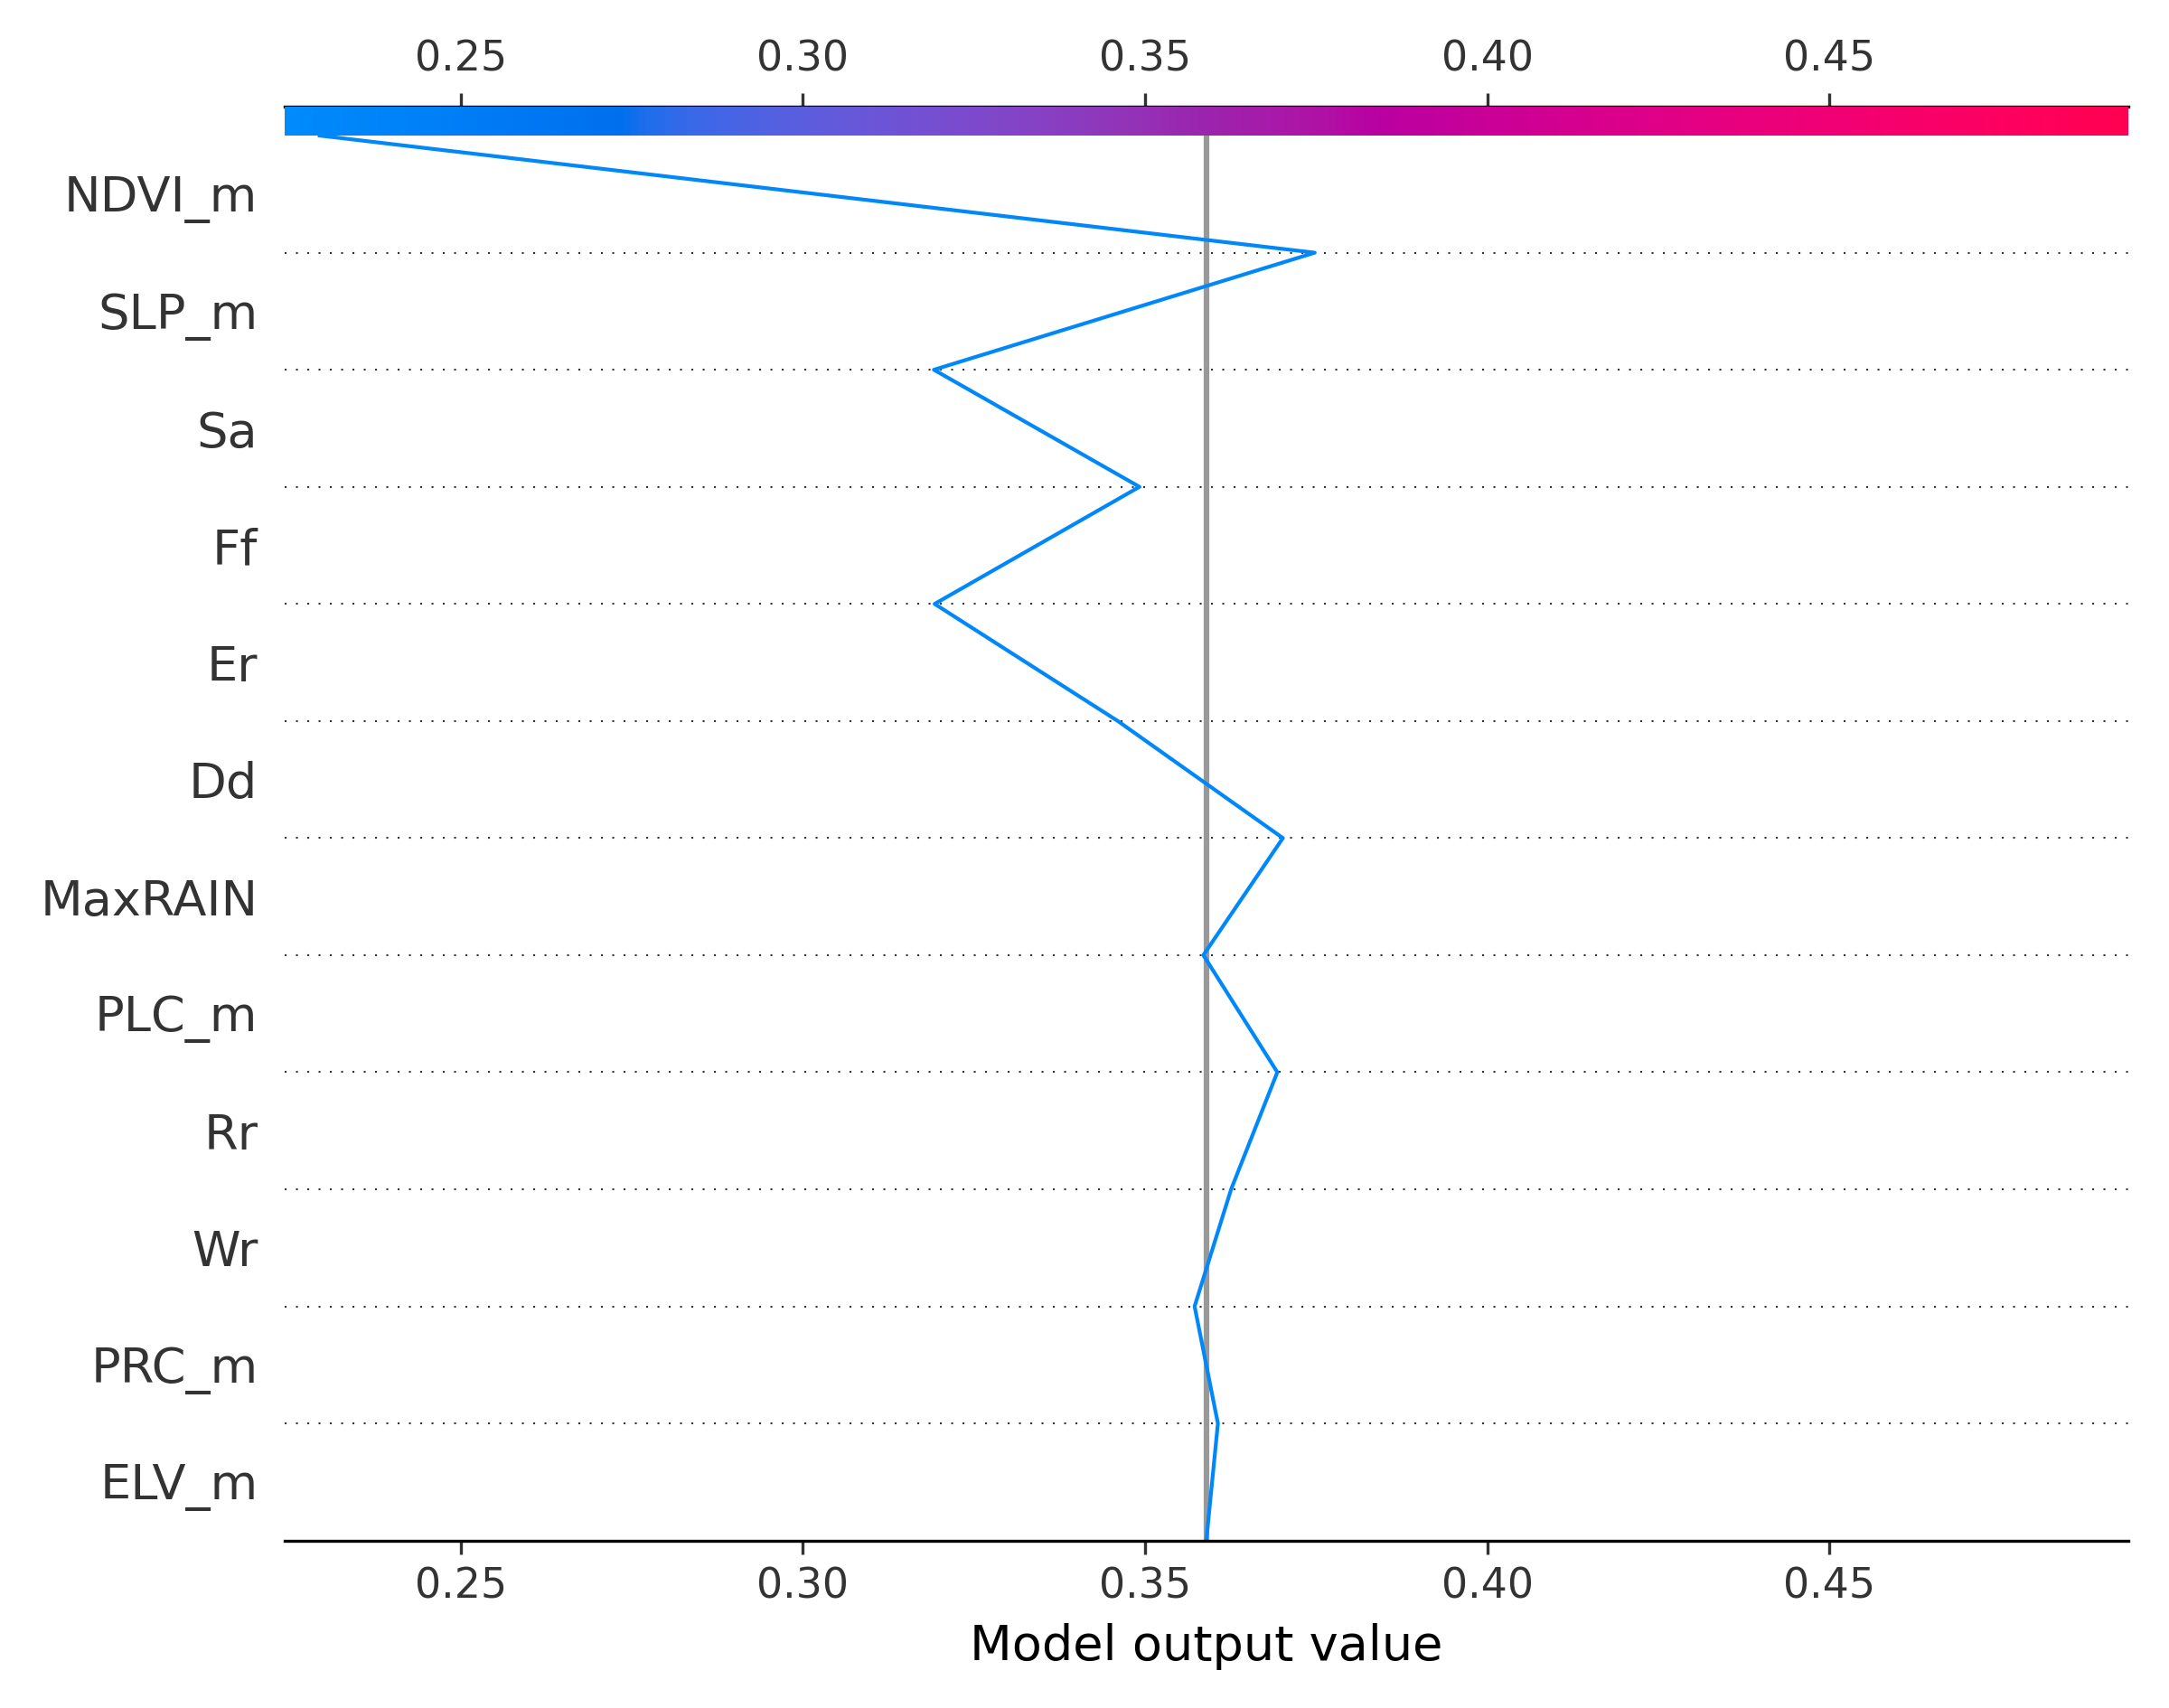 0.25 0.30 0.35 0.40 0.45
NDVI_m
SLP_m
Sa
Ff
Er
Dd
MaxRAIN
PLC_m
Rr
Wr
PRC_m
ELV_m
0.25 0.30 0.35 0.40 0.45
Model output value